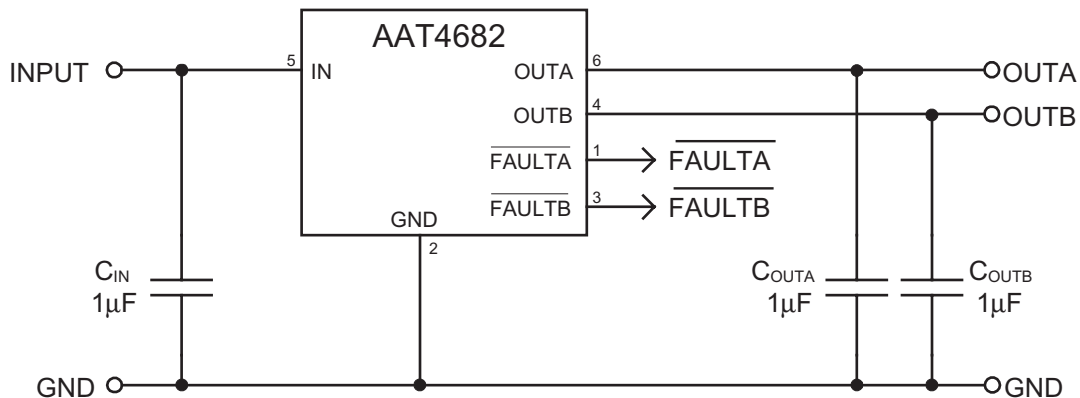 AAT4682
INPUT
5
IN
OUTA
6
OUTA
OUTB
4
OUTB
FAULTA
1
FAULTA
FAULTB
3
FAULTB
GND
2
CIN
1μF
COUTA
1μF
COUTB
1μF
GND
GND